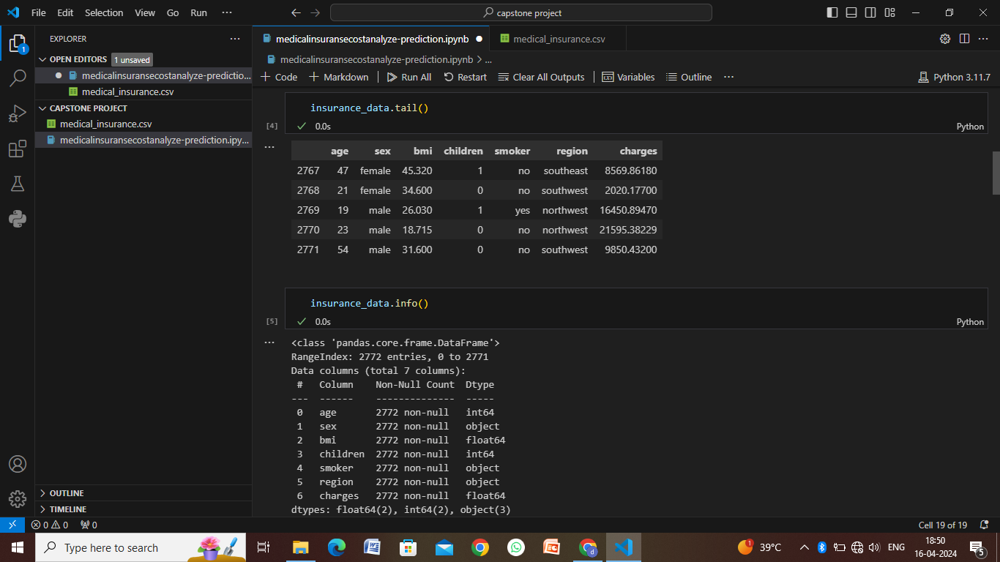 File Edit Selection View Go Run ··· capstone project
EXPLORER ···
OPEN EDITORS 1 unsaved
medicalinsuransecostanalyze-predictio...
medical_insurance.csv
CAPSTONE PROJECT
medical_insurance.csv
medicalinsuransecostanalyze-prediction.ipy...
OUTLINE
TIMELINE
medicalinsuransecostanalyze-prediction.ipynb medical_insurance.csv
medicalinsuransecostanalyze-prediction.ipynb > ...
+ Code + Markdown Run All Restart Clear All Outputs Variables Outline ··· Python 3.11.7
insurance_data.tail()
[4] 0.0s Python
age sex bmi children smoker region charges
2767 47 female 45.320 1 no southeast 8569.86180
2768 21 female 34.600 0 no southwest 2020.17700
2769 19 male 26.030 1 yes northwest 16450.89470
2770 23 male 18.715 0 no northwest 21595.38229
2771 54 male 31.600 0 no southwest 9850.43200
insurance_data.info()
[5] 0.0s Python
<class 'pandas.core.frame.DataFrame'>
RangeIndex: 2772 entries, 0 to 2771
Data columns (total 7 columns):
# Column Non-Null Count Dtype
--- ------ -------------- -----
0 age 2772 non-null int64
1 sex 2772 non-null object
2 bmi 2772 non-null float64
3 children 2772 non-null int64
4 smoker 2772 non-null object
5 region 2772 non-null object
6 charges 2772 non-null float64
dtypes: float64(2), int64(2), object(3)
0 0 0 Cell 19 of 19
Type here to search 39°C ENG 18:50
16-04-2024 5